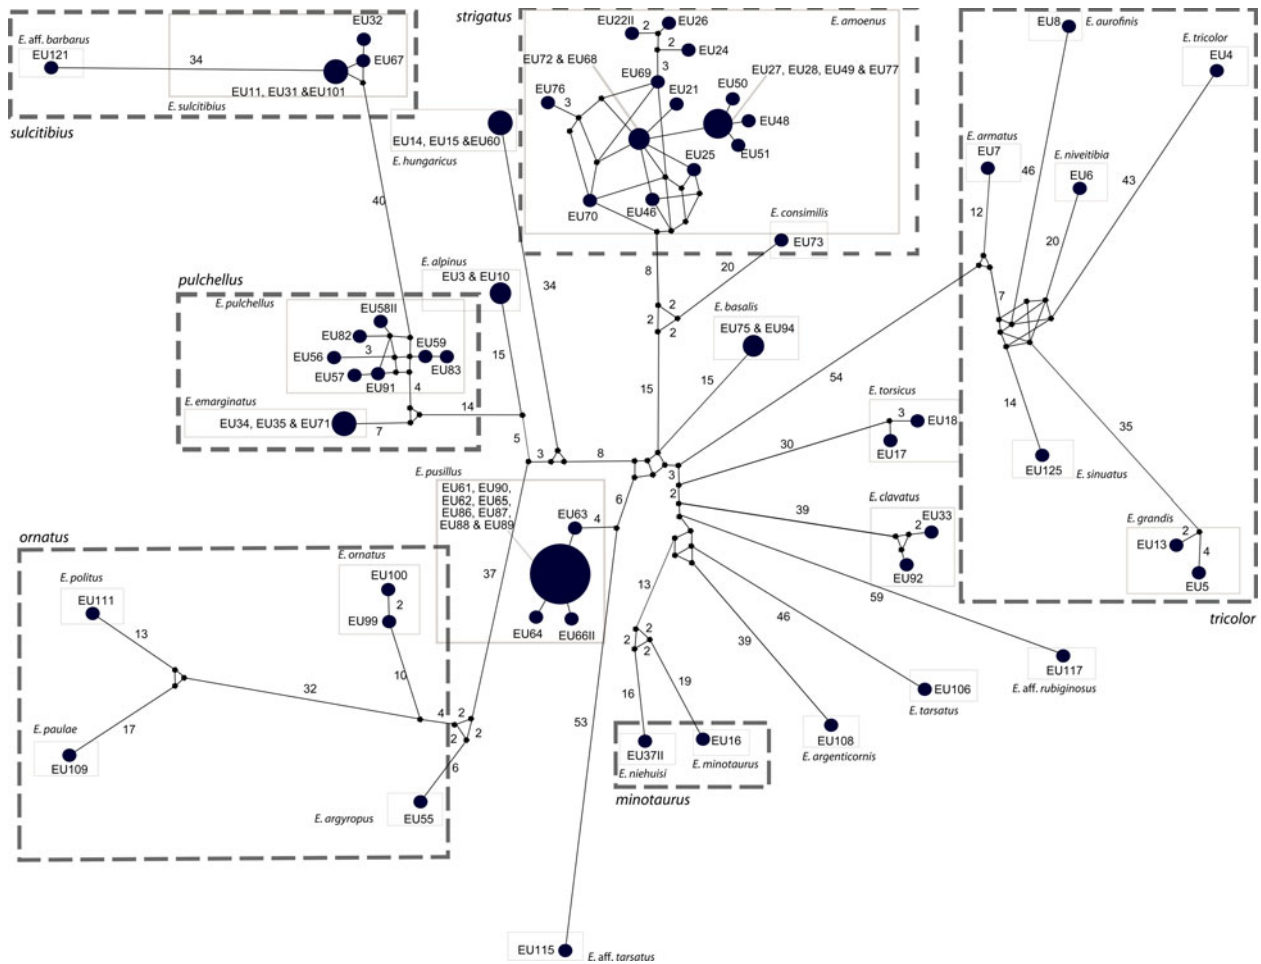 strigatus
E. aff. barbarus
EU121
34
EU32
EU67
EU11, EU31 &EU101
E. sulcitibius
sulcitibius
EU22II
2
EU26
E. amoenus
2
EU24
EU72 & EU68
3
EU69
EU27, EU28, EU49 & EU77
EU76
3
EU21
EU50
EU48
EU51
EU25
EU70
EU46
EU14, EU15 &EU60
E. hungaricus
40
E. consimilis
EU73
8
20
2
2
2
15
EU8
E. aurofinis
E. tricolor
EU4
E. armatus
EU7
46
E. niveitibia
EU6
43
12
20
7
14
35
EU125
E. sinuatus
E. grandis
2
EU13
4
EU5
tricolor
pulchellus
E. pulchellus
EU58II
EU82
EU56
3
EU59
EU83
EU57
EU91
4
E. emarginatus
EU34, EU35 & EU71
7
14
E. alpinus
EU3 & EU10
34
15
5
3
8
E. basalis
EU75 & EU94
15
54
E. torsicus
3
EU18
EU17
30
3
2
E. clavatus
39
EU33
2
EU92
E. pusillus
EU61, EU90,
EU62, EU65,
EU86, EU87,
EU88 & EU89
EU63
4
6
EU64
EU66II
37
53
ornatus
E. politus
EU111
13
E. ornatus
EU100
2
EU99
10
32
E. paulae
17
EU109
4
2
2
2
6
E. argyropus
EU55
13
2
2
2
16
19
46
39
59
EU37II
EU16
E. niehuisi
E. minotaurus
minotaurus
EU108
E. argenticornis
EU106
E. tarsatus
EU117
E. aff. rubiginosus
EU115
E. aff. tarsatus